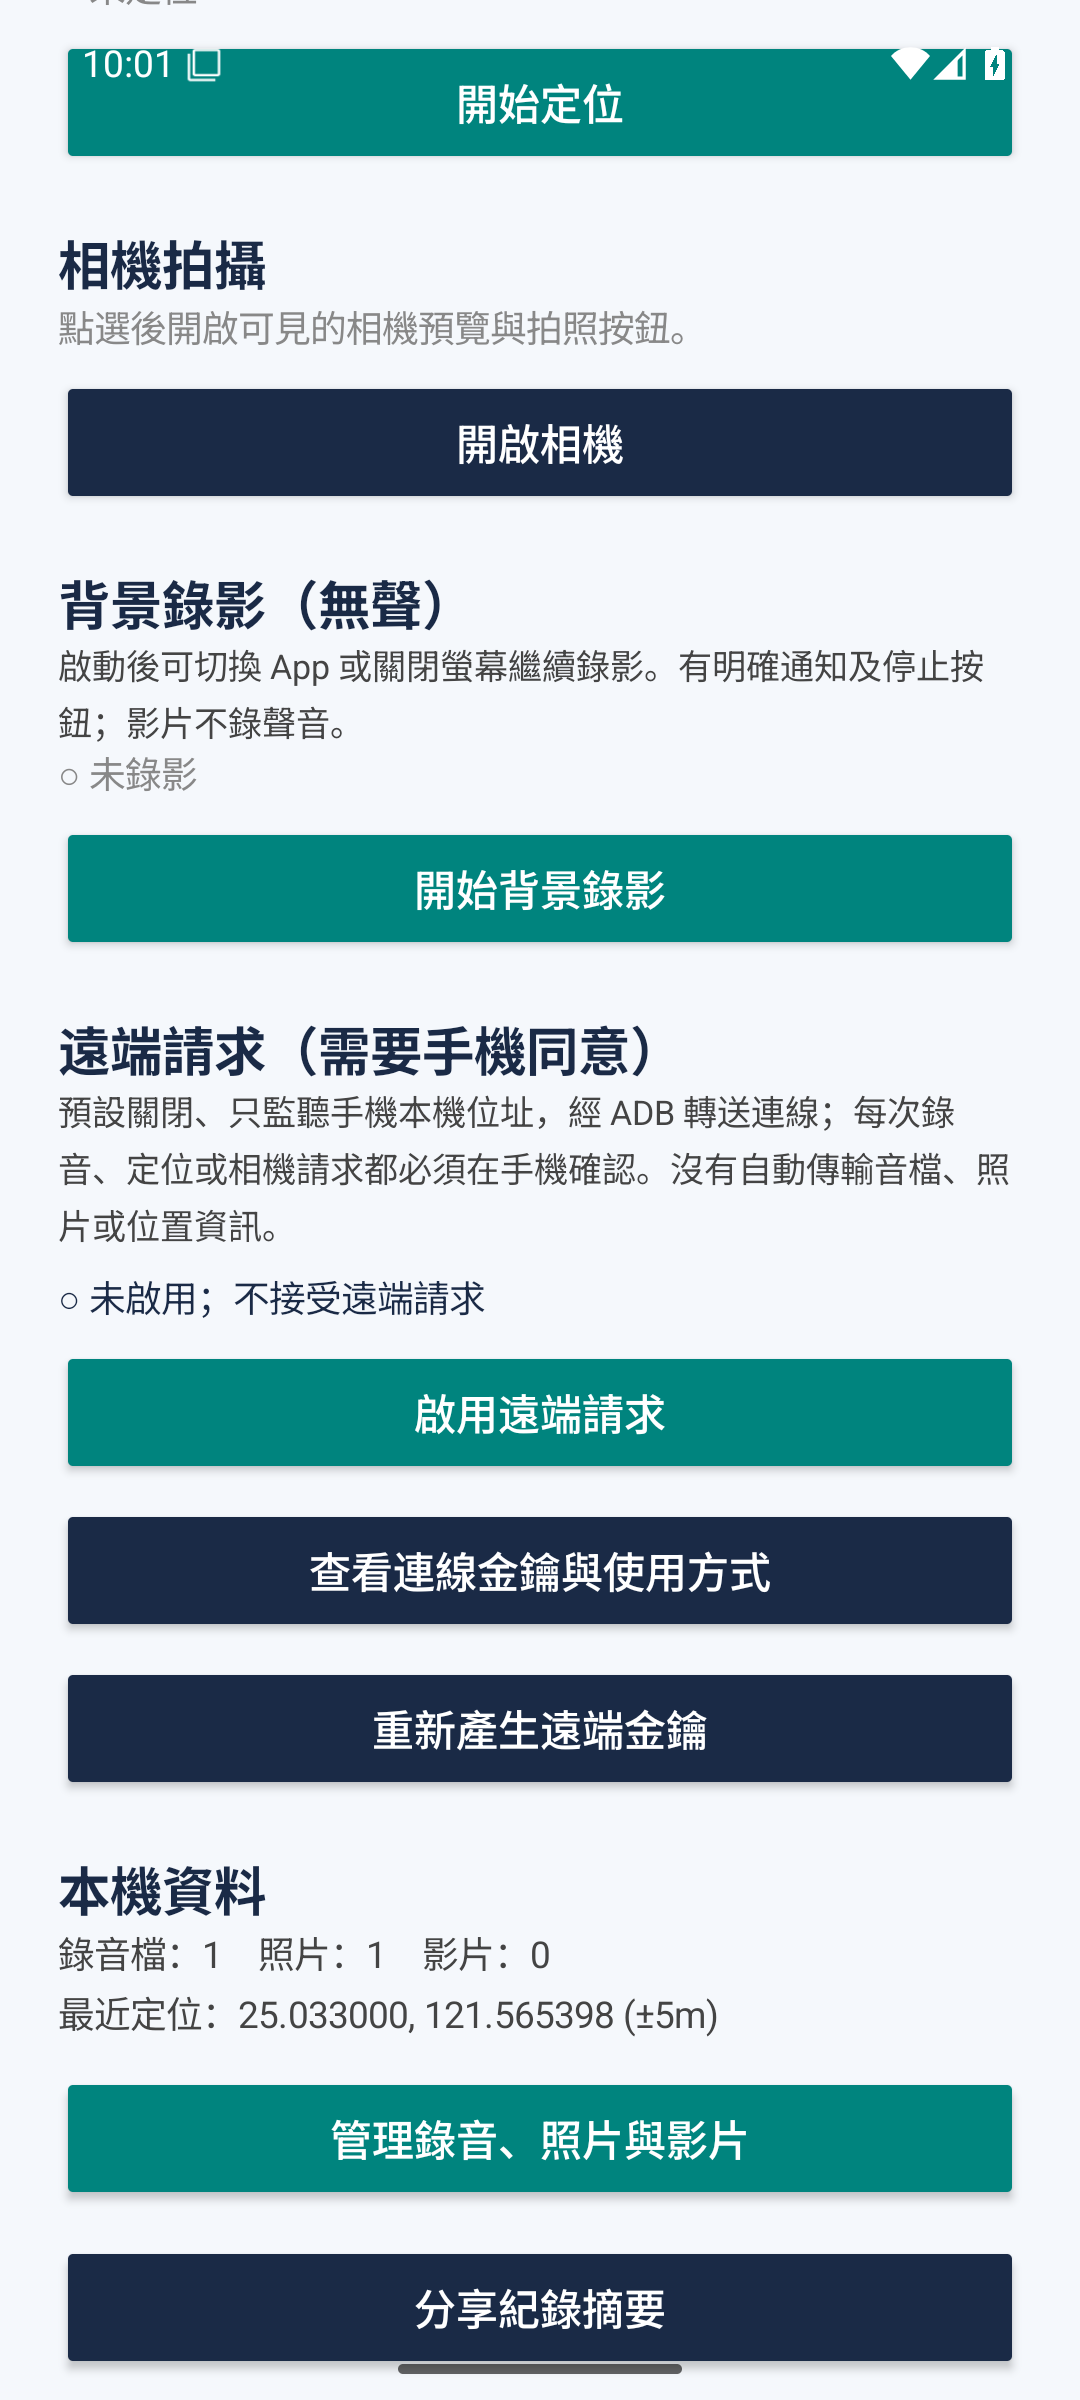 10:01
開始定位
相機拍攝
點選後開啟可見的相機預覽與拍照按鈕。
開啟相機
背景錄影（無聲）
啟動後可切換 App 或關閉螢幕繼續錄影。有明確通知及停止按
鈕；影片不錄聲音。
○ 未錄影
開始背景錄影
遠端請求（需要手機同意）
預設關閉、只監聽手機本機位址，經 ADB 轉送連線；每次錄
音、定位或相機請求都必須在手機確認。沒有自動傳輸音檔、照
片或位置資訊。
○ 未啟用；不接受遠端請求
啟用遠端請求
查看連線金鑰與使用方式
重新產生遠端金鑰
本機資料
錄音檔：1　照片：1　影片：0
最近定位：25.033000, 121.565398 (±5m)
管理錄音、照片與影片
分享紀錄摘要